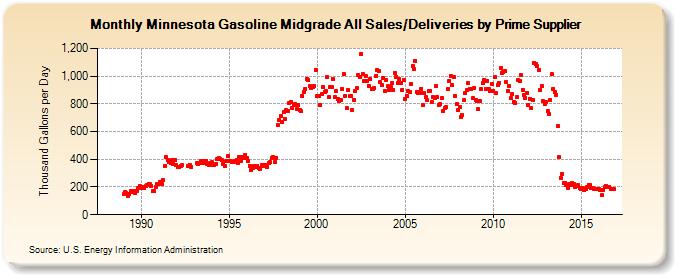 Monthly Minnesota Gasoline Midgrade All Sales/Deliveries by Prime Supplier
Thousand Gallons per Day
1,200
1,000
800
600
400
200
0
1990 1995 2000 2005 2010 2015
Source: U.S. Energy Information Administration